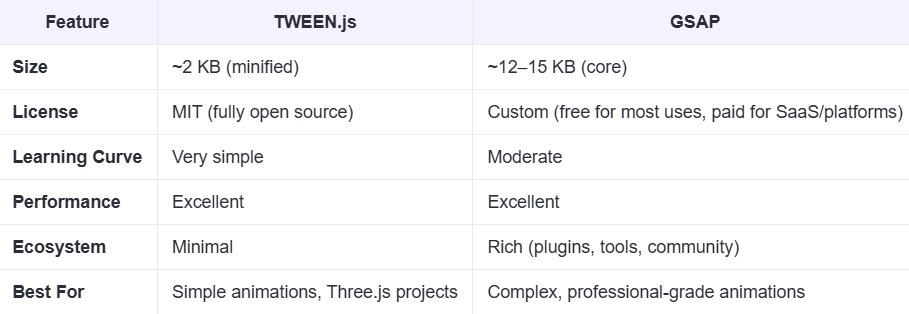 Feature TWEEN.js GSAP
Size ~2 KB (minified) ~12–15 KB (core)
License MIT (fully open source) Custom (free for most uses, paid for SaaS/platforms)
Learning Curve Very simple Moderate
Performance Excellent Excellent
Ecosystem Minimal Rich (plugins, tools, community)
Best For Simple animations, Three.js projects Complex, professional-grade animations